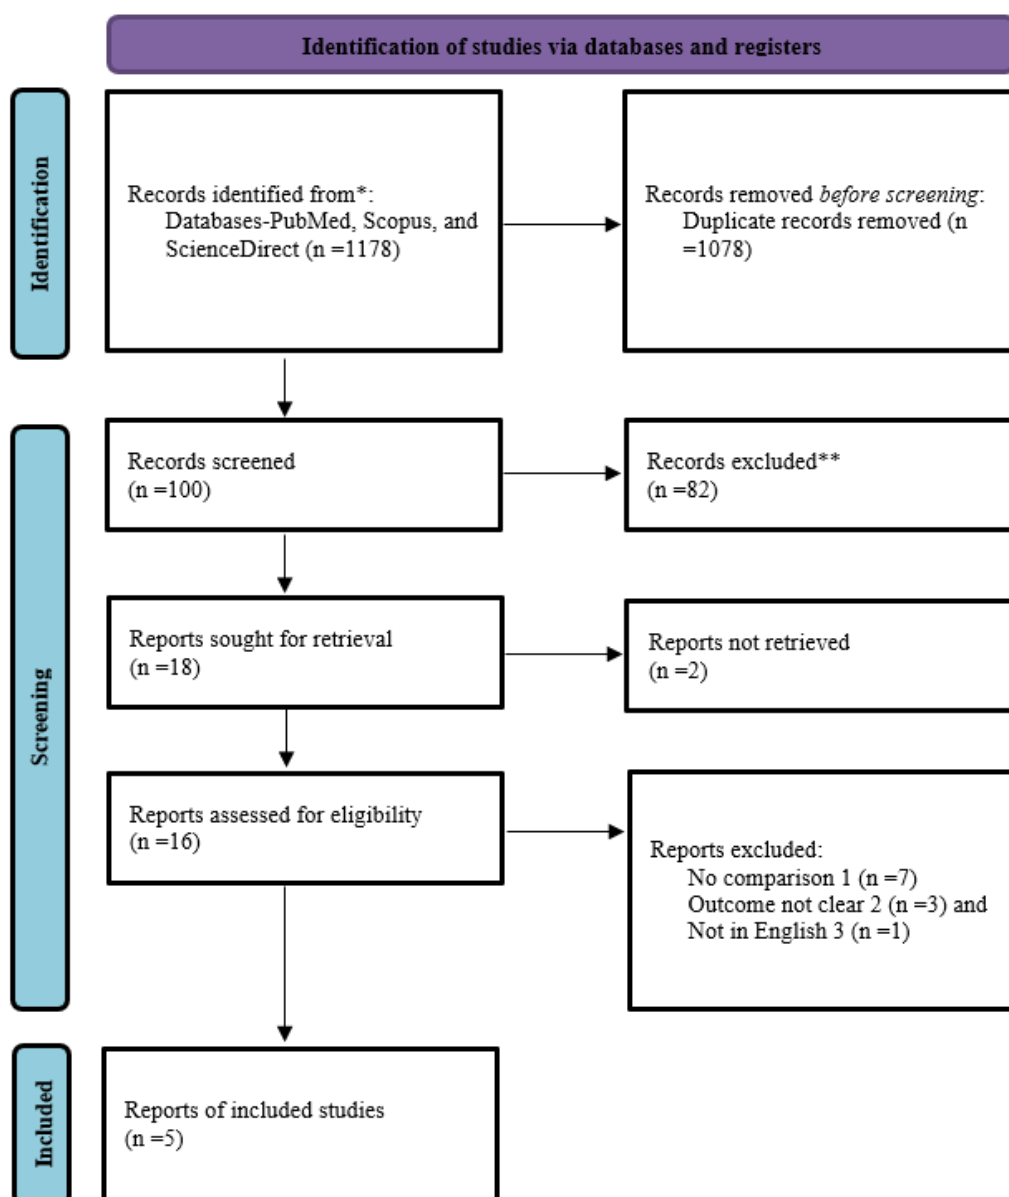 Identification of studies via databases and registers
Identification
Records identified from*:
Databases-PubMed, Scopus, and
ScienceDirect (n =1178)
Records removed before screening:
Duplicate records removed (n
=1078)
Screening
Records screened
(n =100)
Records excluded**
(n =82)
Reports sought for retrieval
(n =18)
Reports not retrieved
(n =2)
Reports assessed for eligibility
(n =16)
Reports excluded:
No comparison 1 (n =7)
Outcome not clear 2 (n =3) and
Not in English 3 (n =1)
Included
Reports of included studies
(n =5)